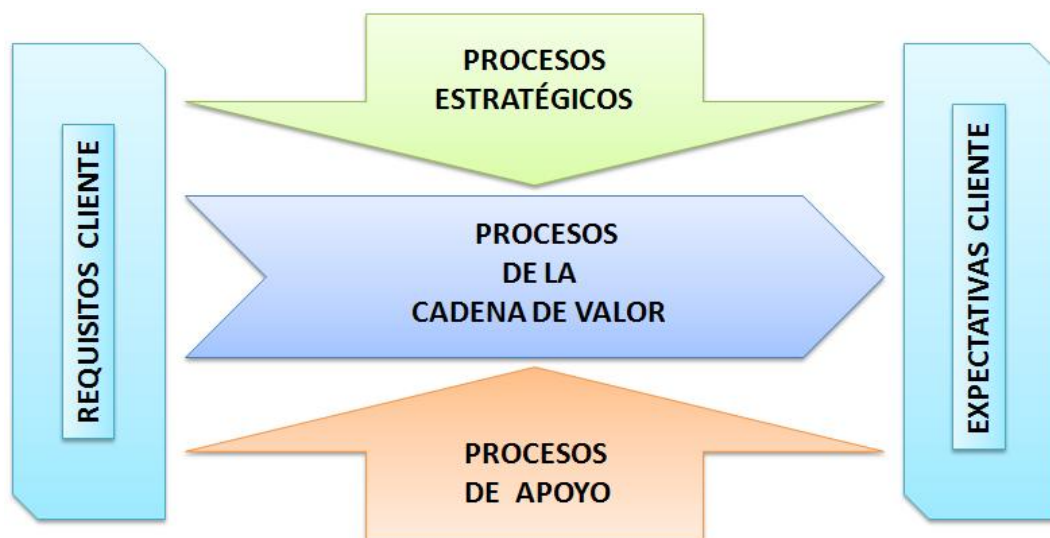 REQUISITOS CLIENTE
PROCESOS
ESTRATÉGICOS
PROCESOS
DE LA
CADENA DE VALOR
PROCESOS
DE APOYO
EXPECTATIVAS CLIENTE